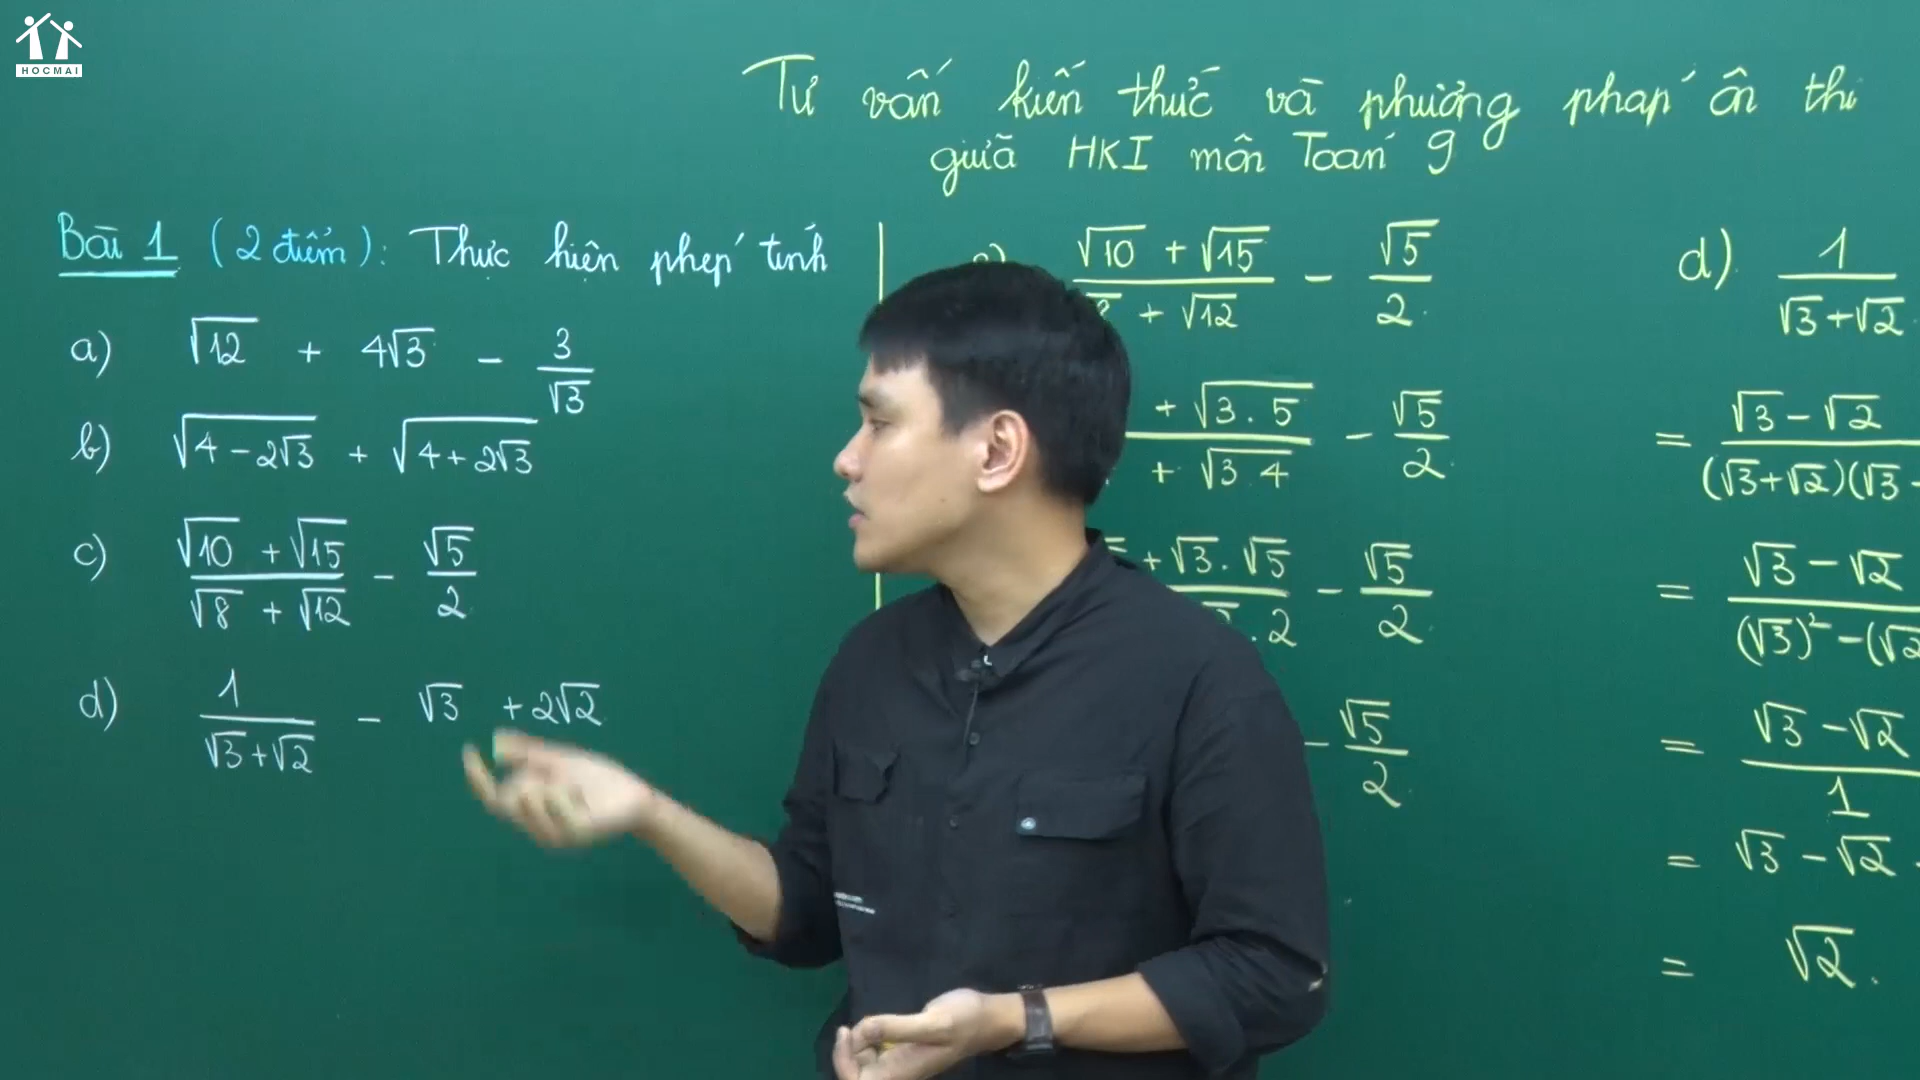 HOCMAI
Tư vấn kiến thức và phương pháp ôn thi
giữa HKI môn Toán 9
Bài 1 (2 điểm): Thực hiện phép tính
a) √12 + 4√3 - 3/√3
b) √(4-2√3) + √(4+2√3)
c) (√10 + √15)/(√8 + √12) - √5/2
d) 1/(√3+√2) - √3 + 2√2
√10 + √15 - √5
+ √12 2
+ √3.5 - √5
+ √3 4 2
+ √3.√5 - √5
.2 2
- √5
2
d) 1
√3+√2
= √3-√2
(√3+√2)(√3-
= √3-√2
(√3)²-(√2
= √3-√2
1
= √3-√2
= √2.